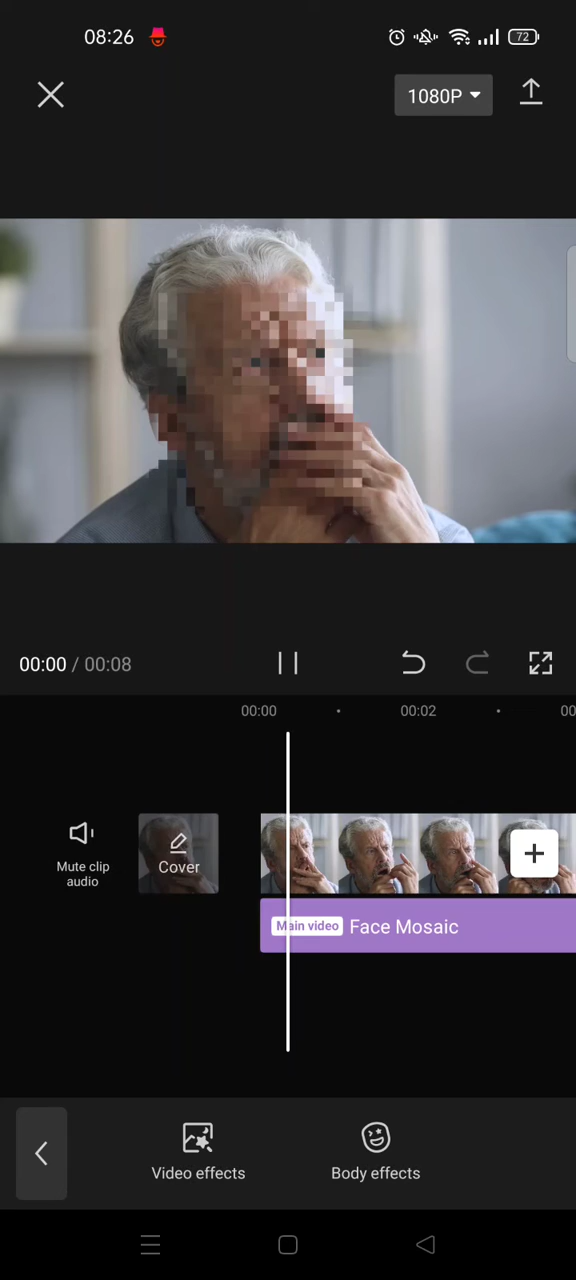 08:26
72
1080P
00:00 / 00:08
00:00
00:02
00
Mute clip
audio
Cover
Main video
Face Mosaic
Video effects
Body effects